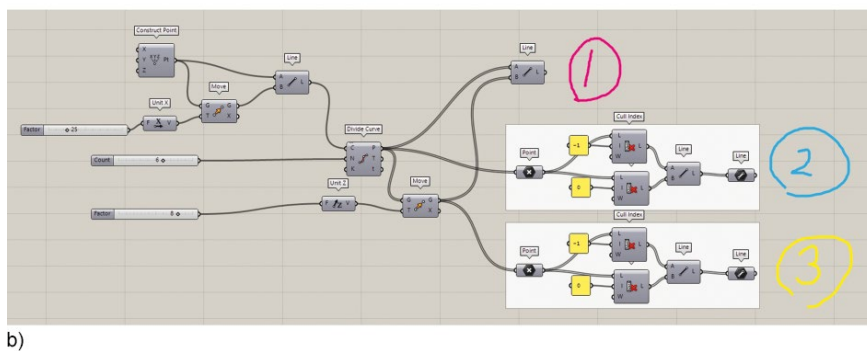 Construct Point
X
Y
Z
X Y Z
Pt
Line
A
B
L
Move
G
T
G
X
Unit X
F
X
V
Factor
25
Count
6
Factor
8
Divide Curve
C
N
K
P
T
t
Unit Z
F
Z
V
Move
G
T
G
X
Line
A
B
L
1
Cull Index
Point
-1
L
I
W
L
0
L
I
W
L
Line
A
B
L
Line
2
Cull Index
Point
-1
L
I
W
L
0
L
I
W
L
Line
A
B
L
Line
3
b)